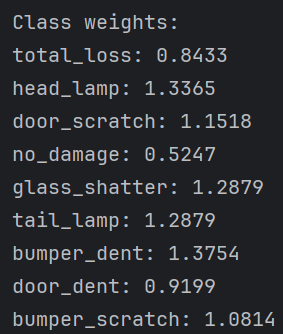 Class weights:
total_loss: 0.8433
head_lamp: 1.3365
door_scratch: 1.1518
no_damage: 0.5247
glass_shatter: 1.2879
tail_lamp: 1.2879
bumper_dent: 1.3754
door_dent: 0.9199
bumper_scratch: 1.0814